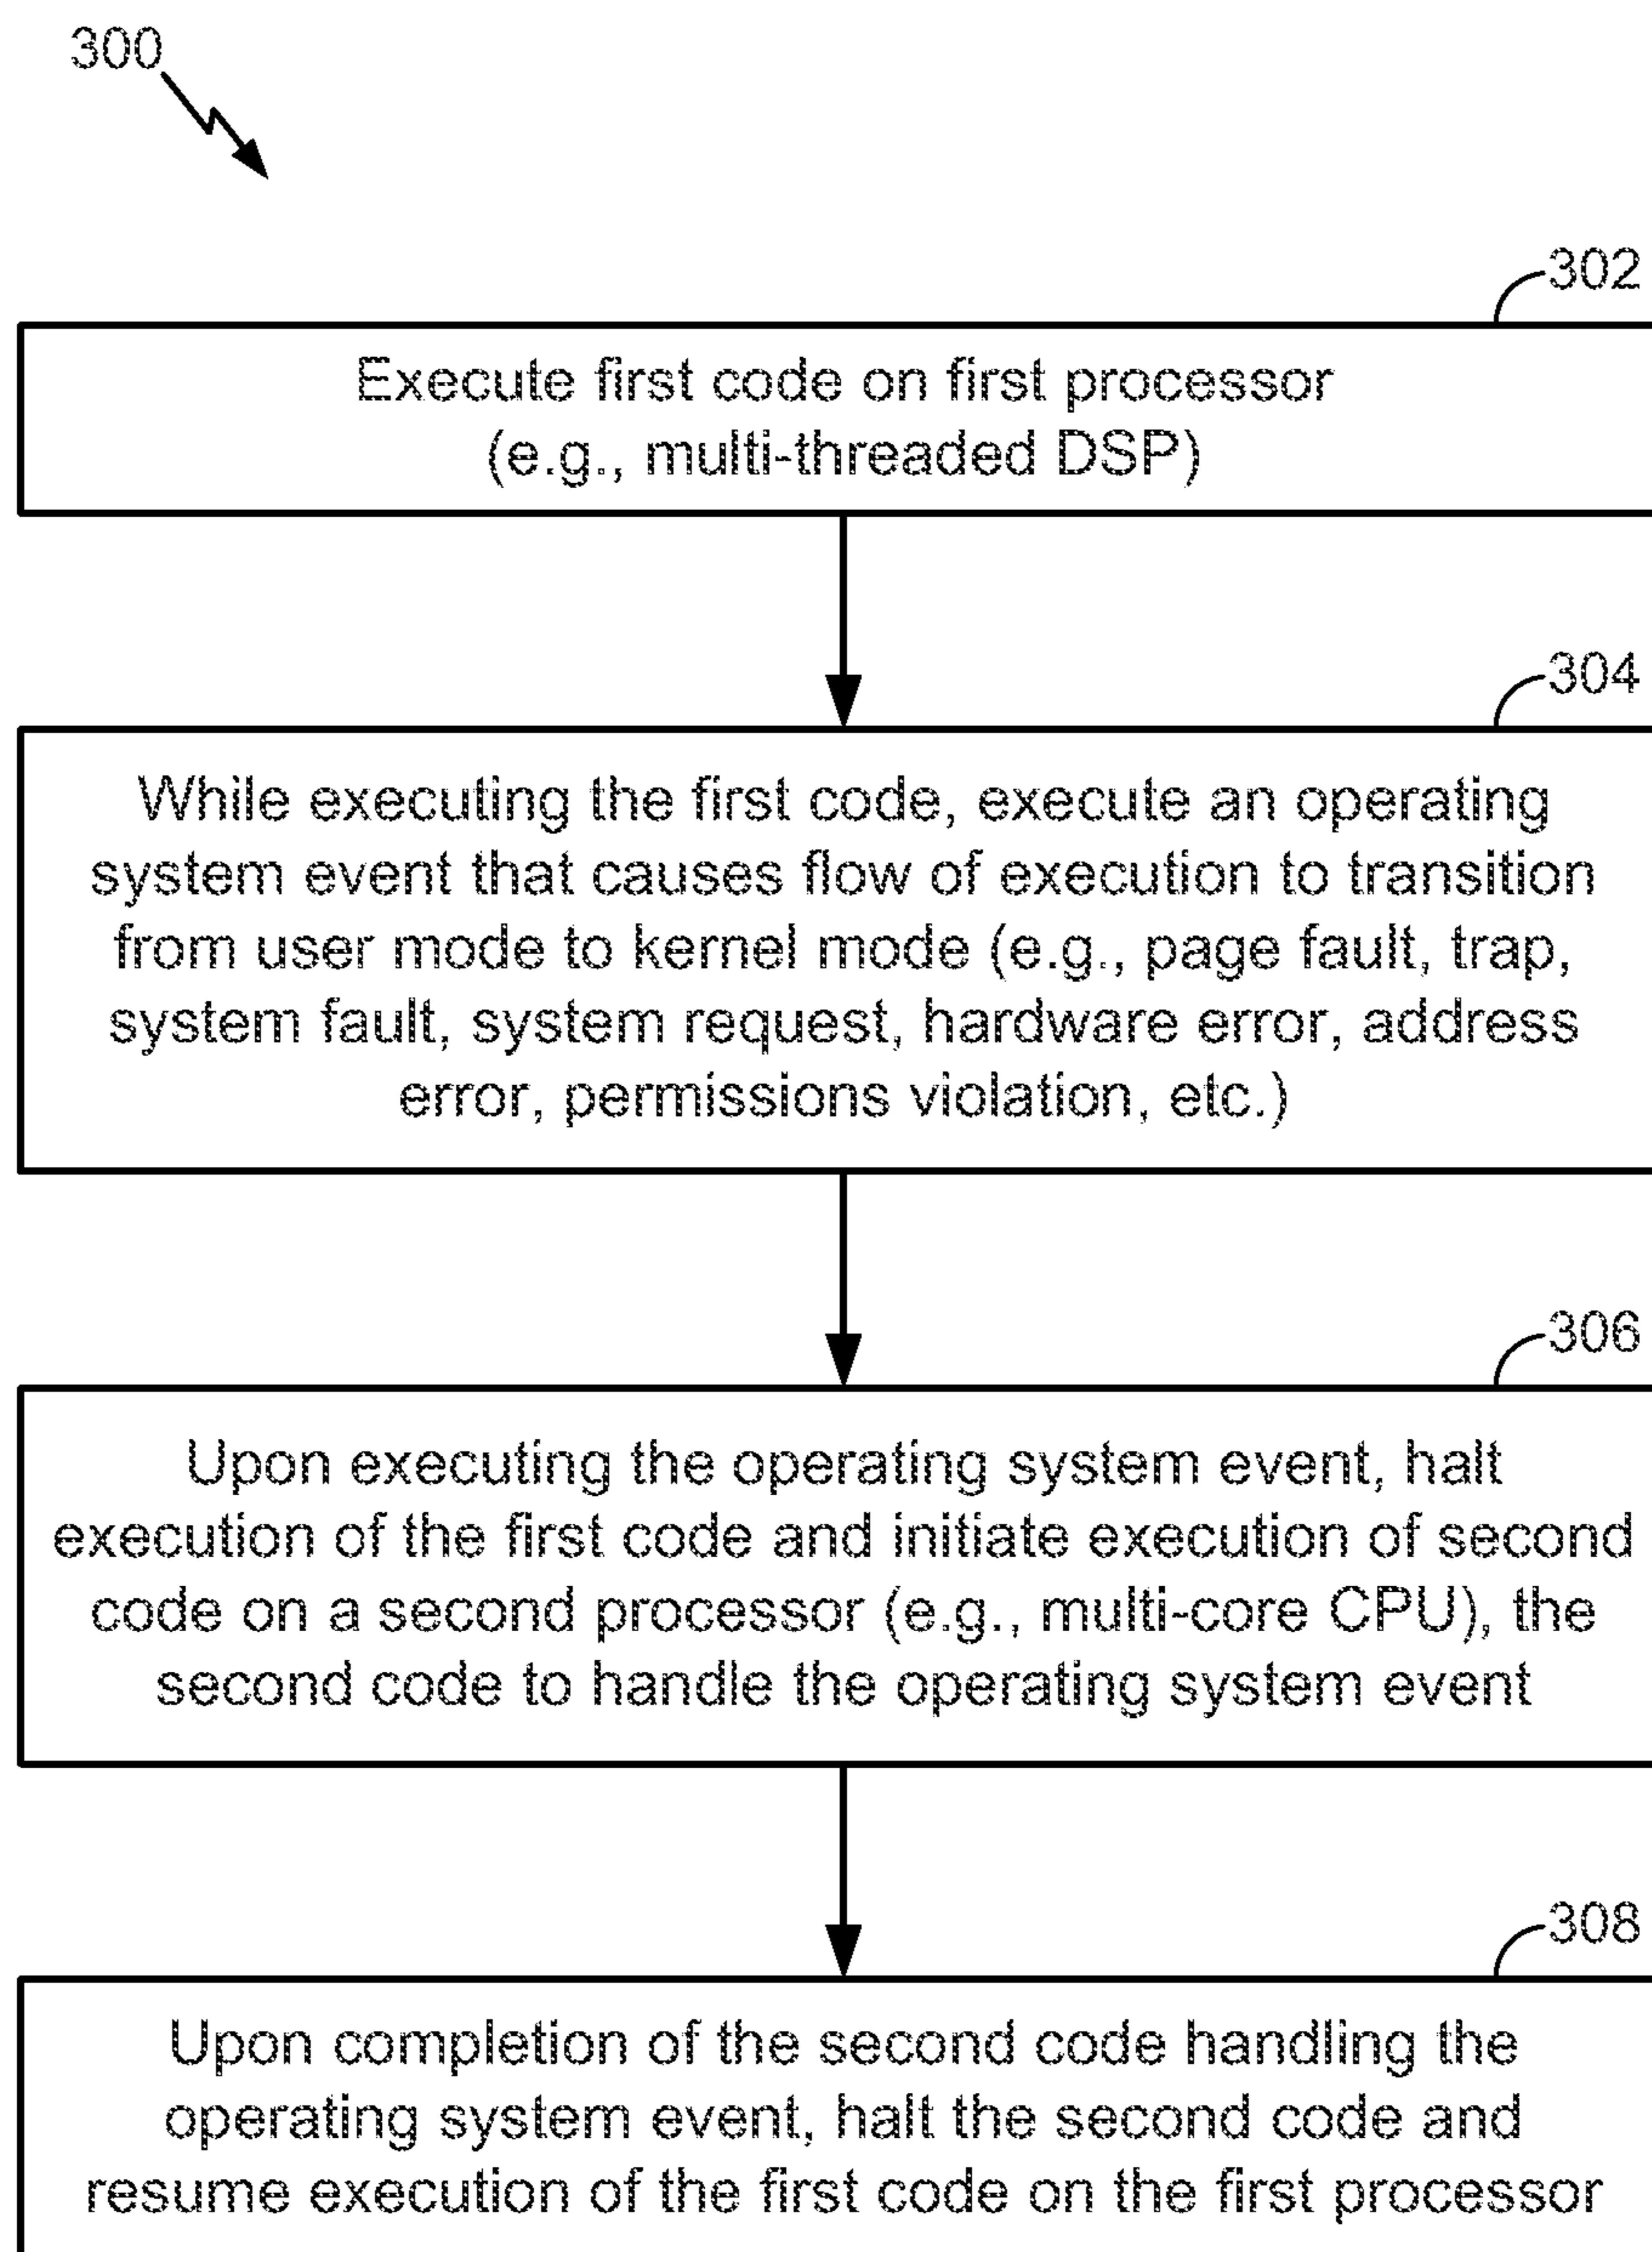 300
302
Execute first code on first processor
(e.g., multi-threaded DSP)
304
While executing the first code, execute an operating
system event that causes flow of execution to transition
from user mode to kernel mode (e.g., page fault, trap,
system fault, system request, hardware error, address
error, permissions violation, etc.)
306
Upon executing the operating system event, halt
execution of the first code and initiate execution of second
code on a second processor (e.g., multi-core CPU), the
second code to handle the operating system event
308
Upon completion of the second code handling the
operating system event, halt the second code and
resume execution of the first code on the first processor